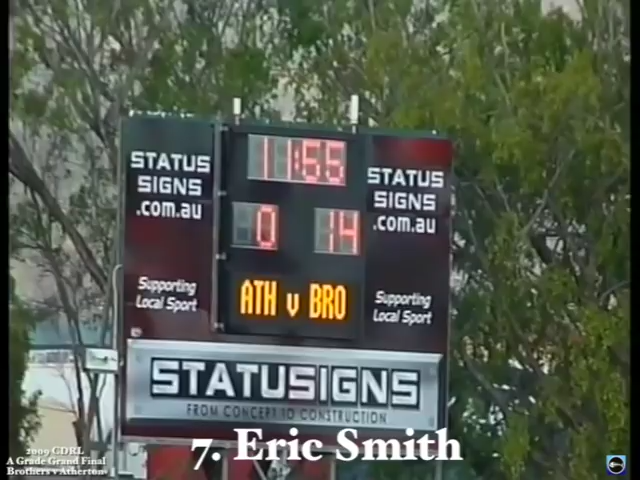 STATUS
SIGNS
.com.au
Supporting
Local Sport
11:55
0 14
ATH v BRO
STATUS
SIGNS
.com.au
Supporting
Local Sport
STATUSIGNS
FROM CONCEPT TO CONSTRUCTION
7. Eric Smith
2009 CDRL
A Grade Grand Final
Brothers v Atherton